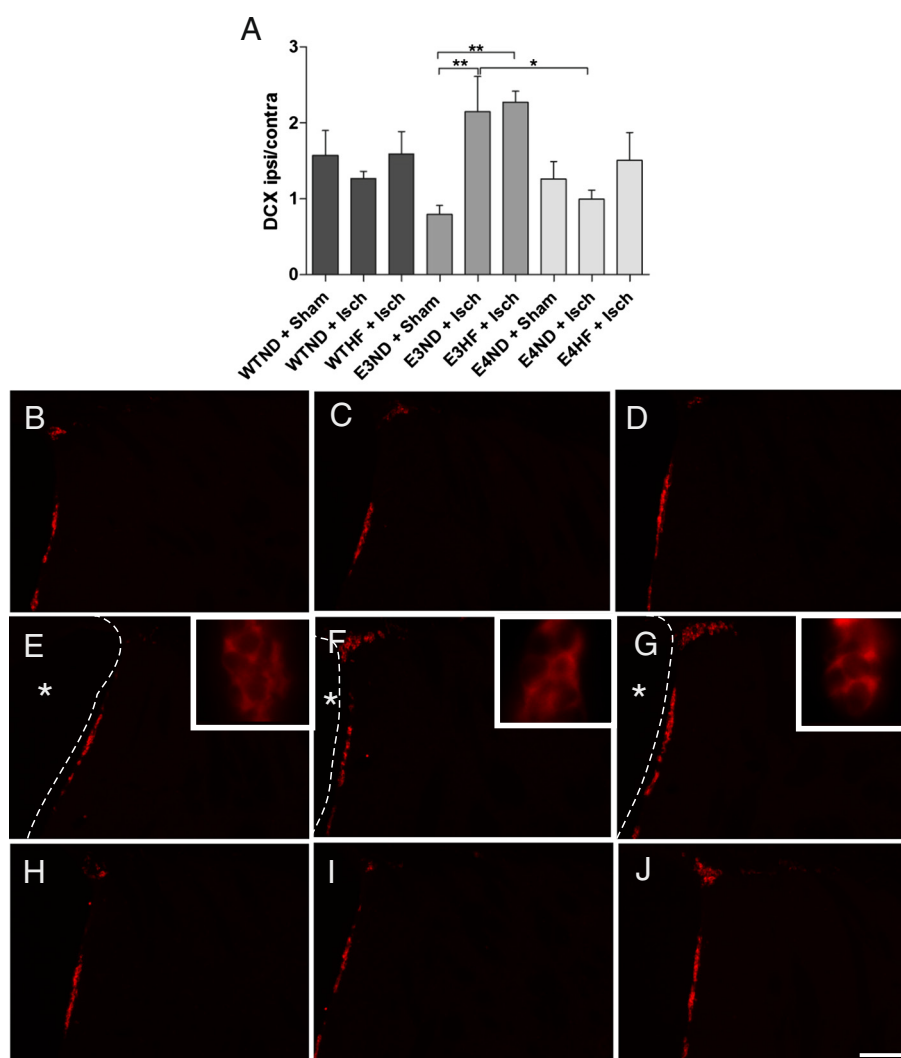 A
DCX ipsi/contra
3
2
1
0
** ** *
WTND + Sham
WTND + Isch
WTHF + Isch
E3ND + Sham
E3ND + Isch
E3HF + Isch
E4ND + Sham
E4ND + Isch
E4HF + Isch
B
C
D
E
*
F
*
G
*
H
I
J